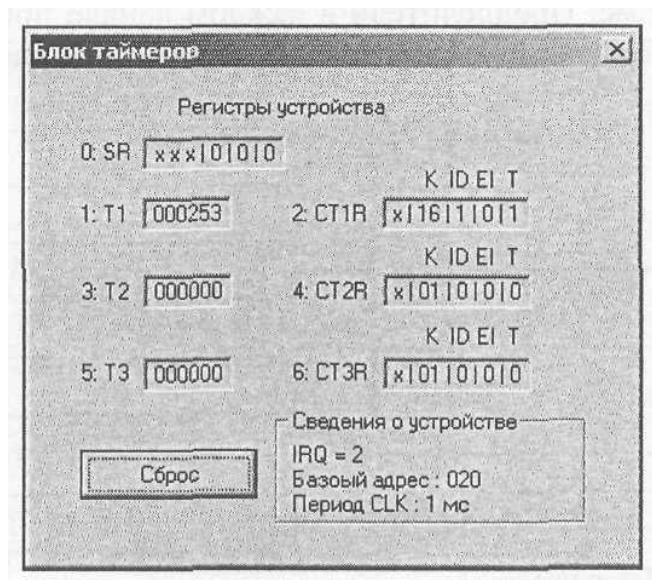 Блок таймеров
Регистры устройства
0: SR xxx|0|0|0
K ID EI T
1: T1 000253 2: CT1R x|16|1|0|1
K ID EI T
3: T2 000000 4: CT2R x|01|0|0|0
K ID EI T
5: T3 000000 6: CT3R x|01|0|0|0
Сведения о устройстве
IRQ = 2
Сброс
Базоый адрес : 020
Период CLK : 1 мс